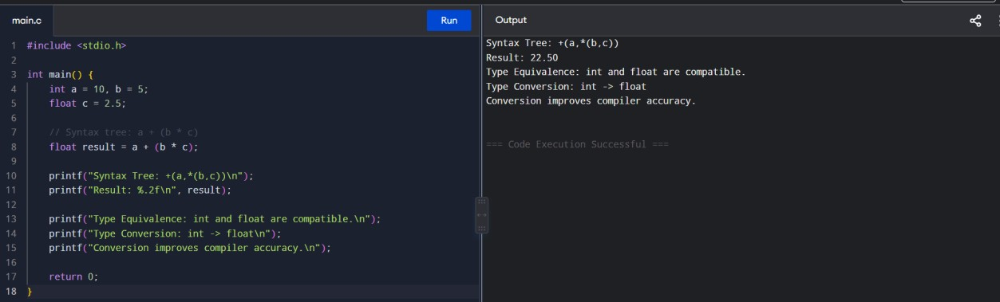 main.c
Run
1 #include <stdio.h>
2
3 int main() {
4 int a = 10, b = 5;
5 float c = 2.5;
6
7 // Syntax tree: a + (b * c)
8 float result = a + (b * c);
9
10 printf("Syntax Tree: +(a,*(b,c))\n");
11 printf("Result: %.2f\n", result);
12
13 printf("Type Equivalence: int and float are compatible.\n");
14 printf("Type Conversion: int -> float\n");
15 printf("Conversion improves compiler accuracy.\n");
16
17 return 0;
18 }
Output
Syntax Tree: +(a,*(b,c))
Result: 22.50
Type Equivalence: int and float are compatible.
Type Conversion: int -> float
Conversion improves compiler accuracy.
=== Code Execution Successful ===